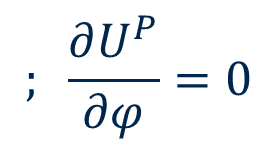 ; ∂U^P/∂φ = 0